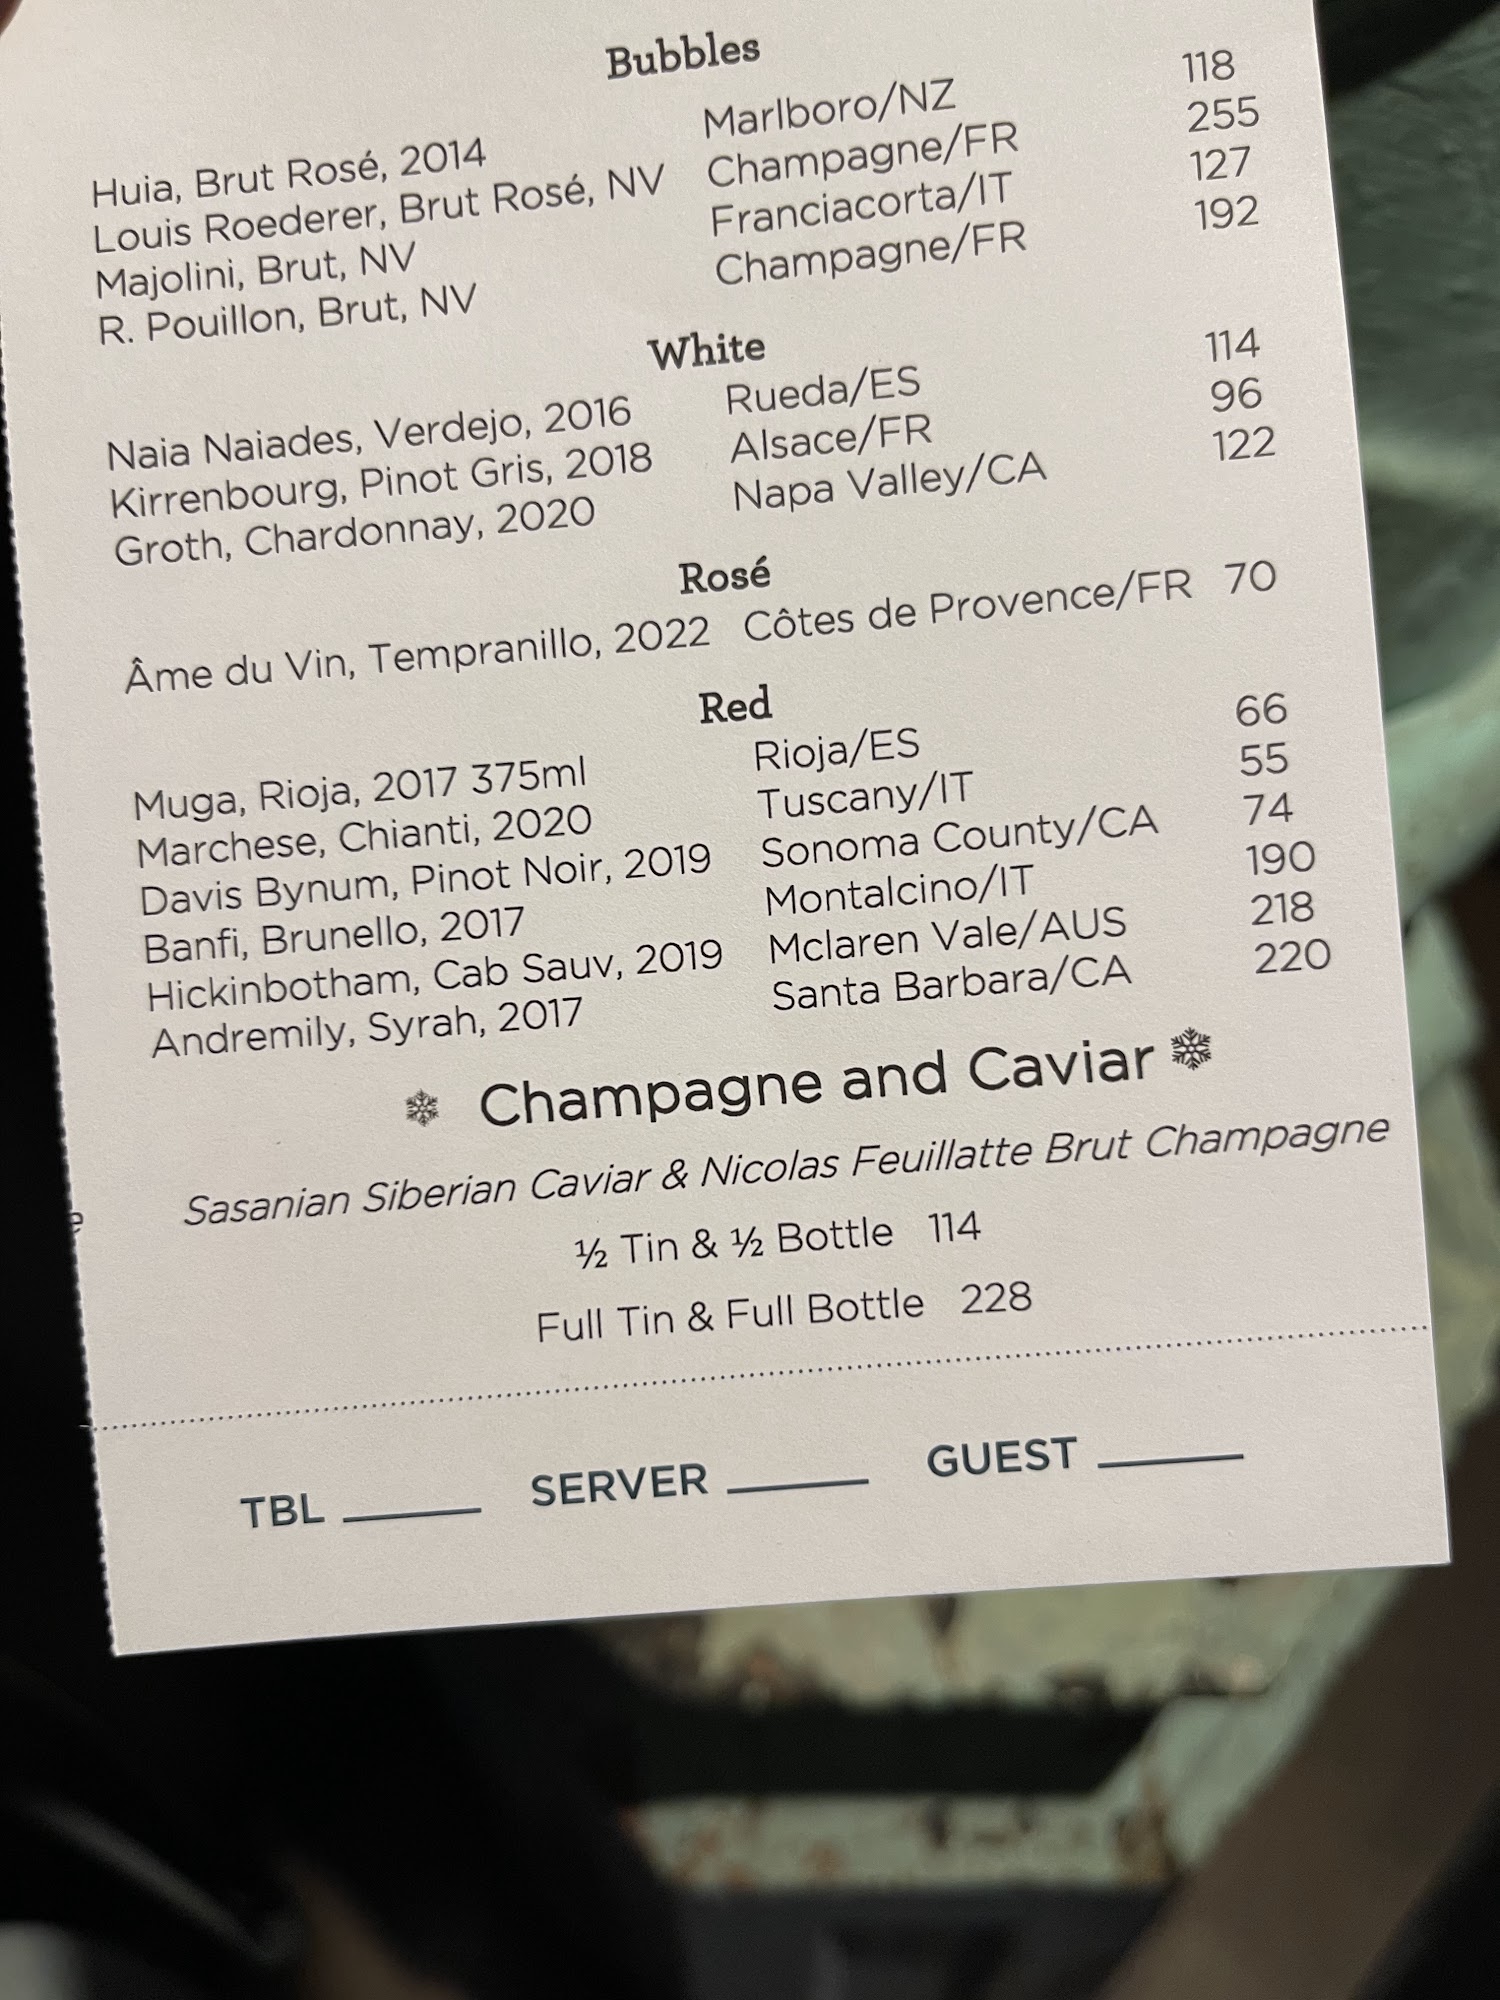 Bubbles
Huia, Brut Rosé, 2014 Marlboro/NZ 118
Louis Roederer, Brut Rosé, NV Champagne/FR 255
Majolini, Brut, NV Franciacorta/IT 127
R. Pouillon, Brut, NV Champagne/FR 192
White
Naia Naiades, Verdejo, 2016 Rueda/ES 114
Kirrenbourg, Pinot Gris, 2018 Alsace/FR 96
Groth, Chardonnay, 2020 Napa Valley/CA 122
Rosé
Âme du Vin, Tempranillo, 2022 Côtes de Provence/FR 70
Red
Muga, Rioja, 2017 375ml Rioja/ES 66
Marchese, Chianti, 2020 Tuscany/IT 55
Davis Bynum, Pinot Noir, 2019 Sonoma County/CA 74
Banfi, Brunello, 2017 Montalcino/IT 190
Hickinbotham, Cab Sauv, 2019 Mclaren Vale/AUS 218
Andremily, Syrah, 2017 Santa Barbara/CA 220
Champagne and Caviar
Sasanian Siberian Caviar & Nicolas Feuillatte Brut Champagne
½ Tin & ½ Bottle 114
Full Tin & Full Bottle 228
TBL _____ SERVER _____ GUEST _____